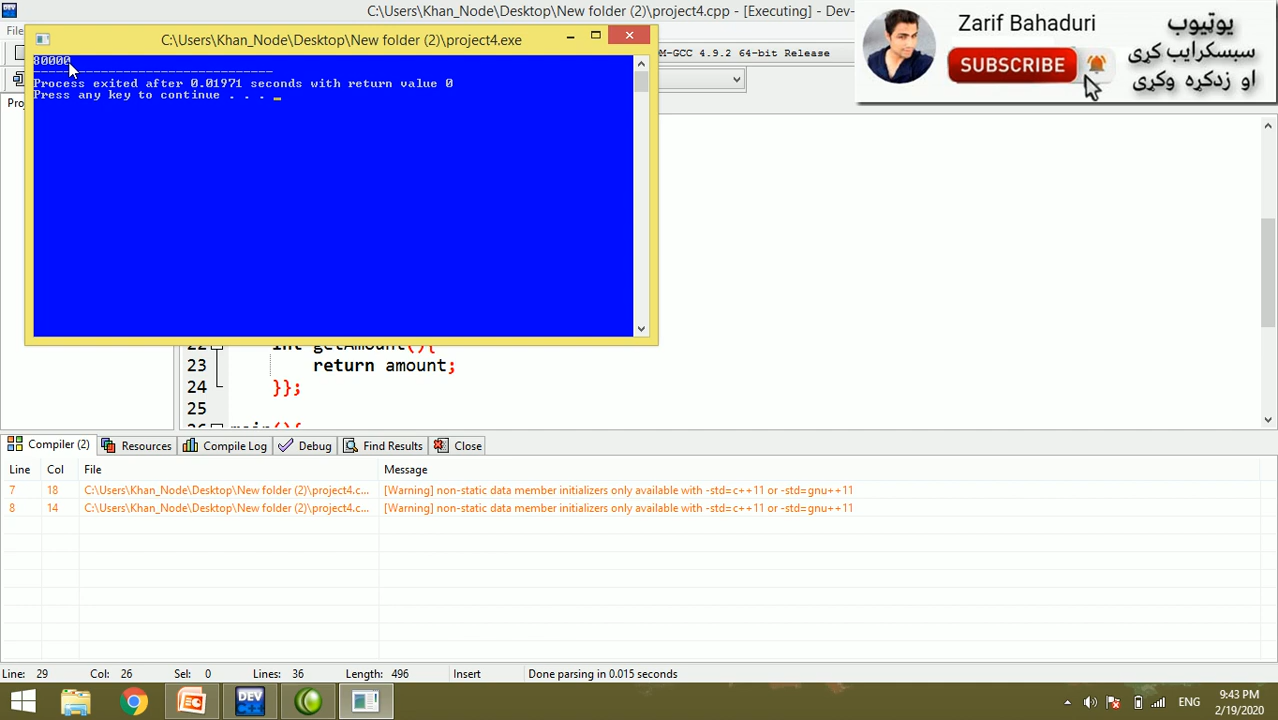 C:\Users\Khan_Node\Desktop\New folder (2)\project4.cpp - [Executing] - Dev-
C:\Users\Khan_Node\Desktop\New folder (2)\project4.exe
80000
--------------------------------
Process exited after 0.01971 seconds with return value 0
Press any key to continue . . . _
File
M-GCC 4.9.2 64-bit Release
Proj
Zarif Bahaduri
SUBSCRIBE
یوټیوب
سبسکرایب کړی
او زدکړه وکړی
22 int getAmount(){
23 return amount;
24 }};
25
26 main(){
Compiler (2) Resources Compile Log Debug Find Results Close
Line Col File Message
7 18 C:\Users\Khan_Node\Desktop\New folder (2)\project4.c... [Warning] non-static data member initializers only available with -std=c++11 or -std=gnu++11
8 14 C:\Users\Khan_Node\Desktop\New folder (2)\project4.c... [Warning] non-static data member initializers only available with -std=c++11 or -std=gnu++11
Line: 29 Col: 26 Sel: 0 Lines: 36 Length: 496 Insert Done parsing in 0.015 seconds
DEV
ENG
9:43 PM
2/19/2020